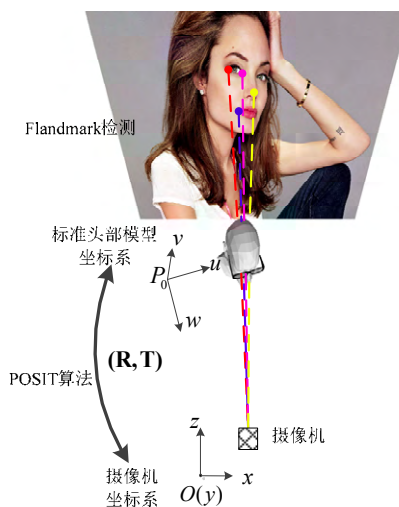 Flandmark检测
标准头部模型
坐标系
v
P0
u
w
(R, T)
POSIT算法
z
摄像机
x
摄像机
坐标系
O(y)